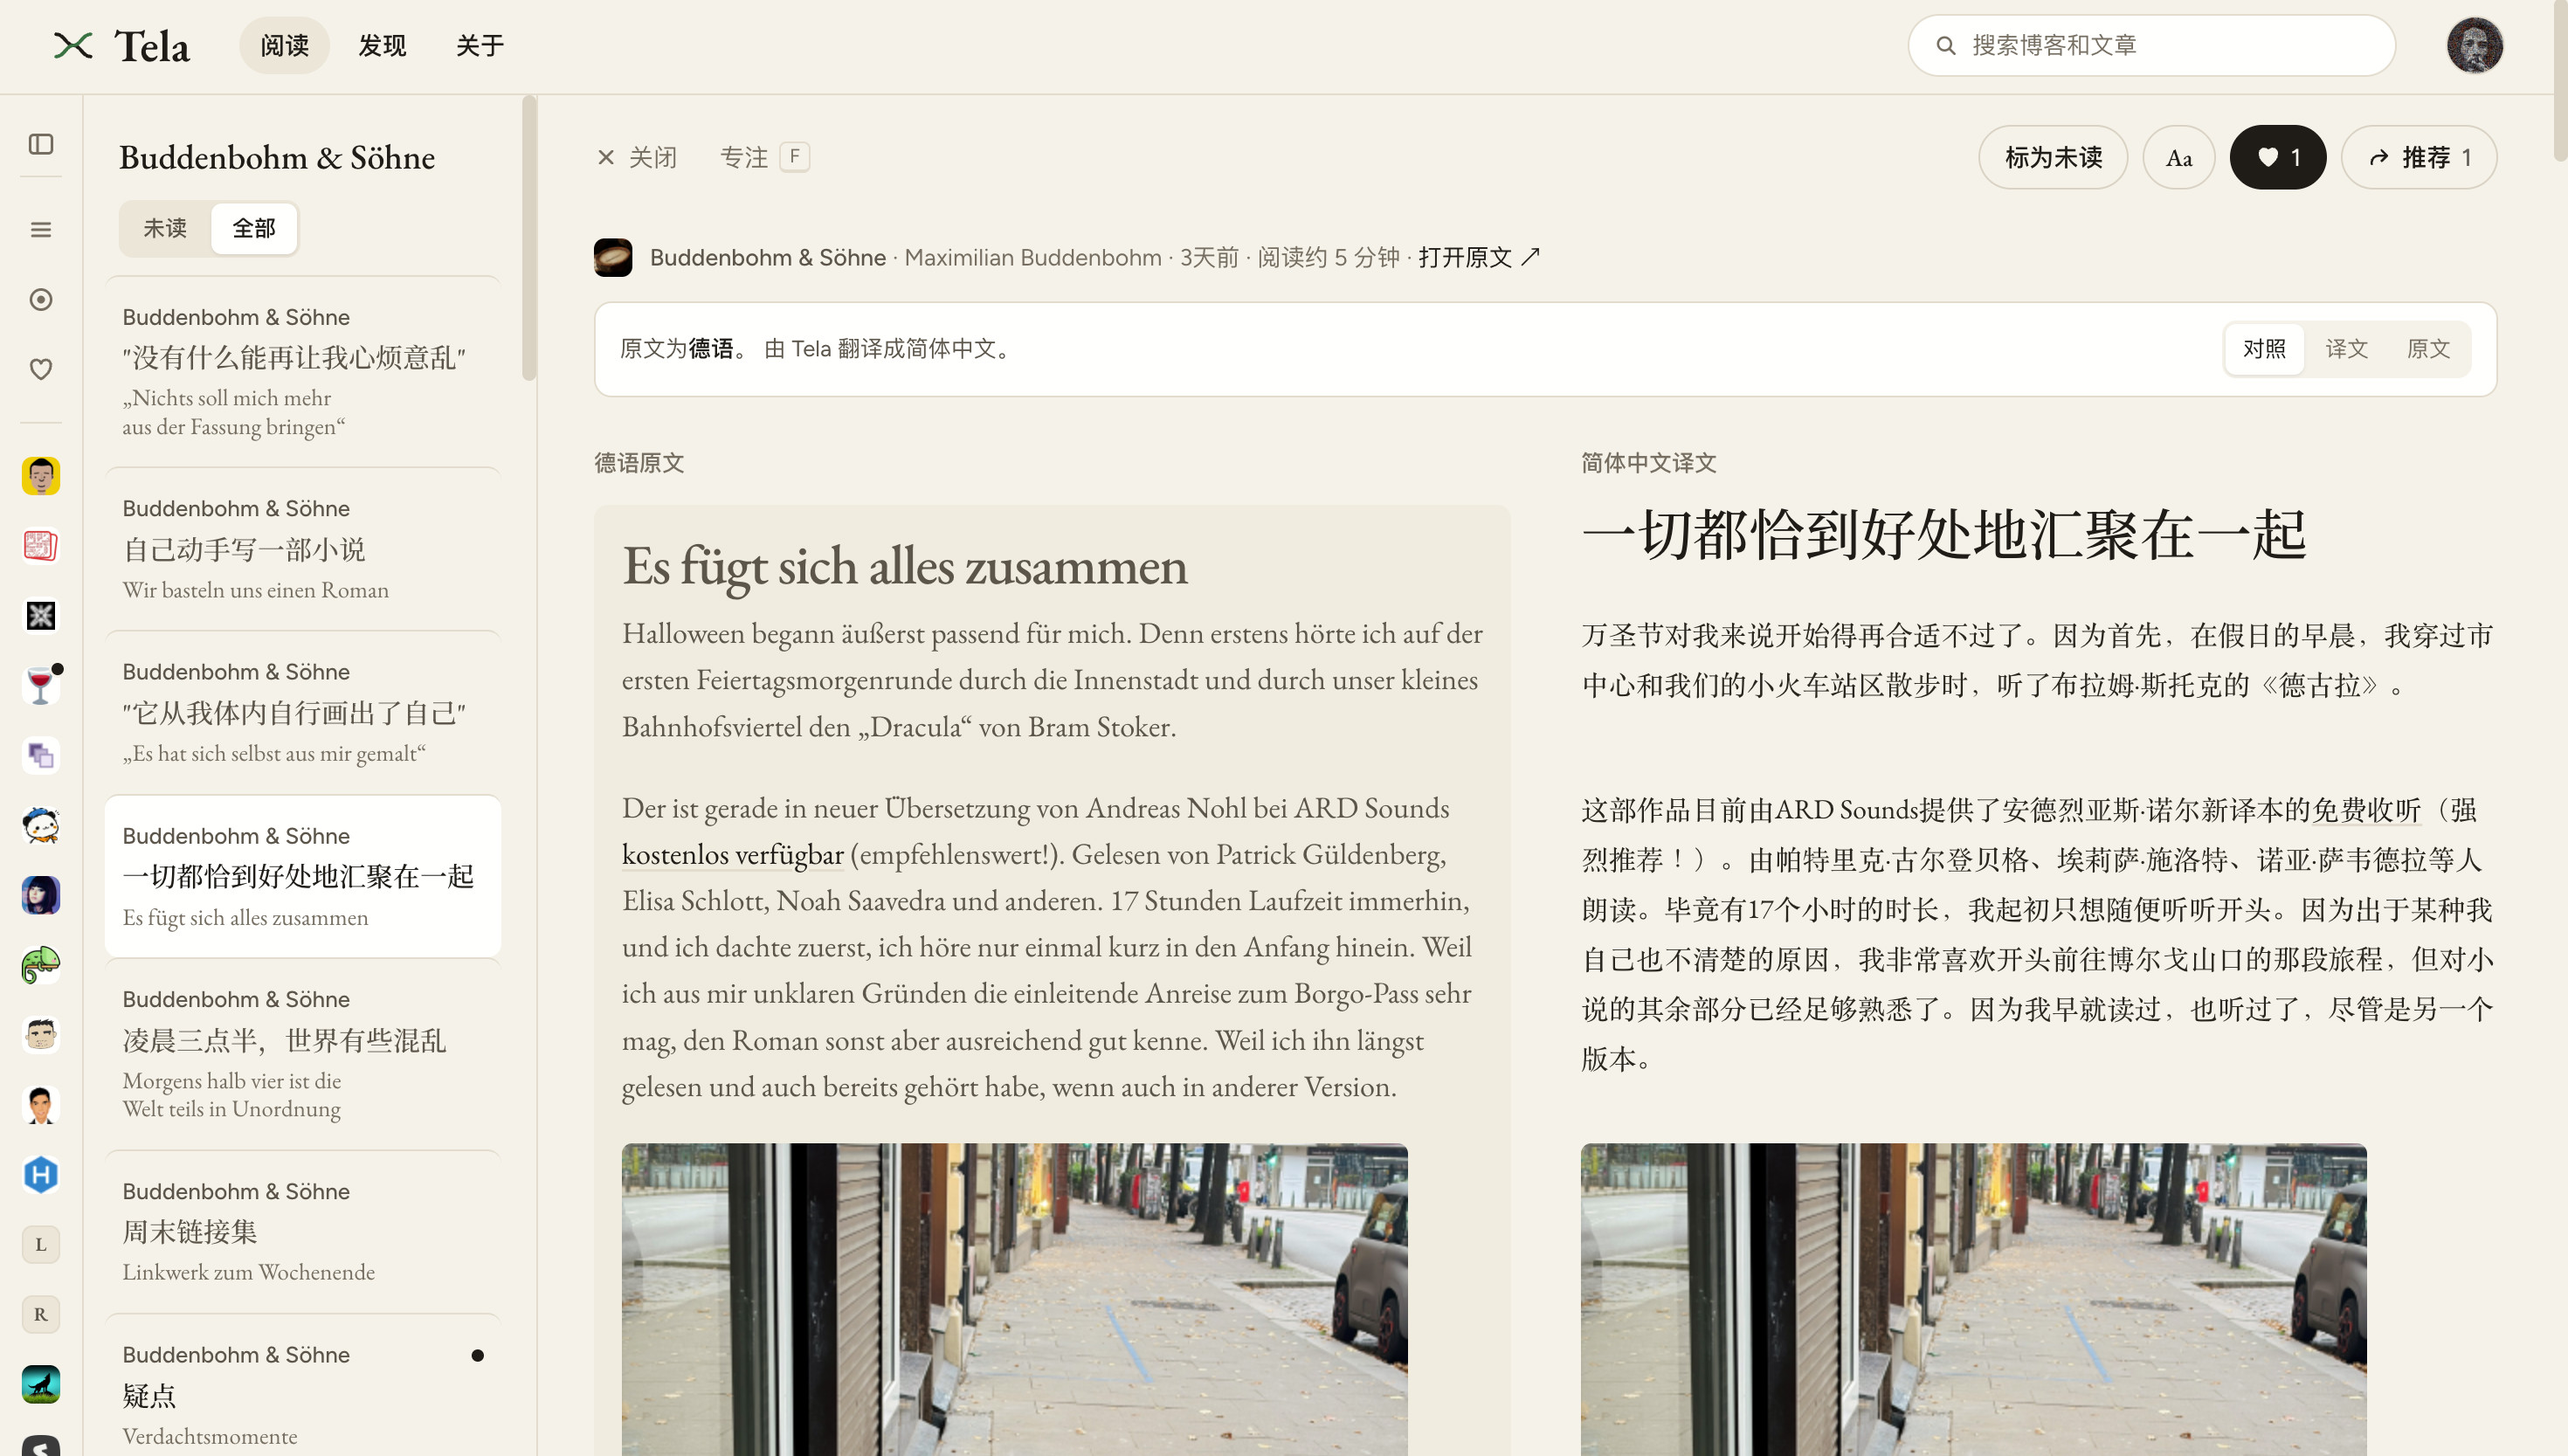 Tela
阅读
发现
关于
搜索博客和文章
Buddenbohm & Söhne
未读
全部
Buddenbohm & Söhne
"没有什么能再让我心烦意乱"
„Nichts soll mich mehr
aus der Fassung bringen“
Buddenbohm & Söhne
自己动手写一部小说
Wir basteln uns einen Roman
Buddenbohm & Söhne
"它从我体内自行画出了自己"
„Es hat sich selbst aus mir gemalt“
Buddenbohm & Söhne
一切都恰到好处地汇聚在一起
Es fügt sich alles zusammen
Buddenbohm & Söhne
凌晨三点半，世界有些混乱
Morgens halb vier ist die
Welt teils in Unordnung
Buddenbohm & Söhne
周末链接集
Linkwerk zum Wochenende
Buddenbohm & Söhne
疑点
Verdachtsmomente
H
L
R
关闭
专注 F
标为未读
Aa
1
推荐 1
Buddenbohm & Söhne · Maximilian Buddenbohm · 3天前 · 阅读约 5 分钟 · 打开原文 ↗
原文为德语。 由 Tela 翻译成简体中文。
对照
译文
原文
德语原文
Es fügt sich alles zusammen
Halloween begann äußerst passend für mich. Denn erstens hörte ich auf der
ersten Feiertagsmorgenrunde durch die Innenstadt und durch unser kleines
Bahnhofsviertel den „Dracula“ von Bram Stoker.
Der ist gerade in neuer Übersetzung von Andreas Nohl bei ARD Sounds
kostenlos verfügbar (empfehlenswert!). Gelesen von Patrick Güldenberg,
Elisa Schlott, Noah Saavedra und anderen. 17 Stunden Laufzeit immerhin,
und ich dachte zuerst, ich höre nur einmal kurz in den Anfang hinein. Weil
ich aus mir unklaren Gründen die einleitende Anreise zum Borgo-Pass sehr
mag, den Roman sonst aber ausreichend gut kenne. Weil ich ihn längst
gelesen und auch bereits gehört habe, wenn auch in anderer Version.
简体中文译文
一切都恰到好处地汇聚在一起
万圣节对我来说开始得再合适不过了。因为首先，在假日的早晨，我穿过市
中心和我们的小火车站区散步时，听了布拉姆·斯托克的《德古拉》。
这部作品目前由ARD Sounds提供了安德烈亚斯·诺尔新译本的免费收听（强
烈推荐！）。由帕特里克·古尔登贝格、埃莉萨·施洛特、诺亚·萨韦德拉等人
朗读。毕竟有17个小时的时长，我起初只想随便听听开头。因为出于某种我
自己也不清楚的原因，我非常喜欢开头前往博尔戈山口的那段旅程，但对小
说的其余部分已经足够熟悉了。因为我早就读过，也听过了，尽管是另一个
版本。